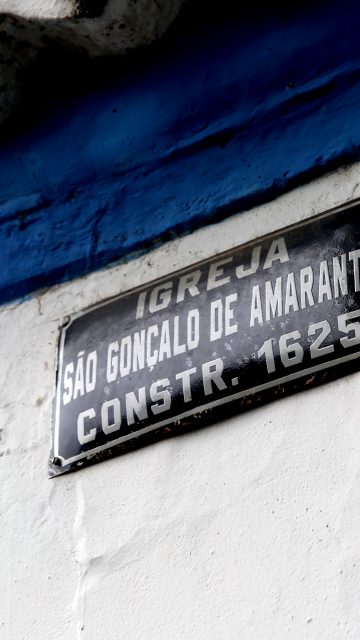 IGREJA
SÃO GONÇALO DE AMARANT
CONSTR. 1625